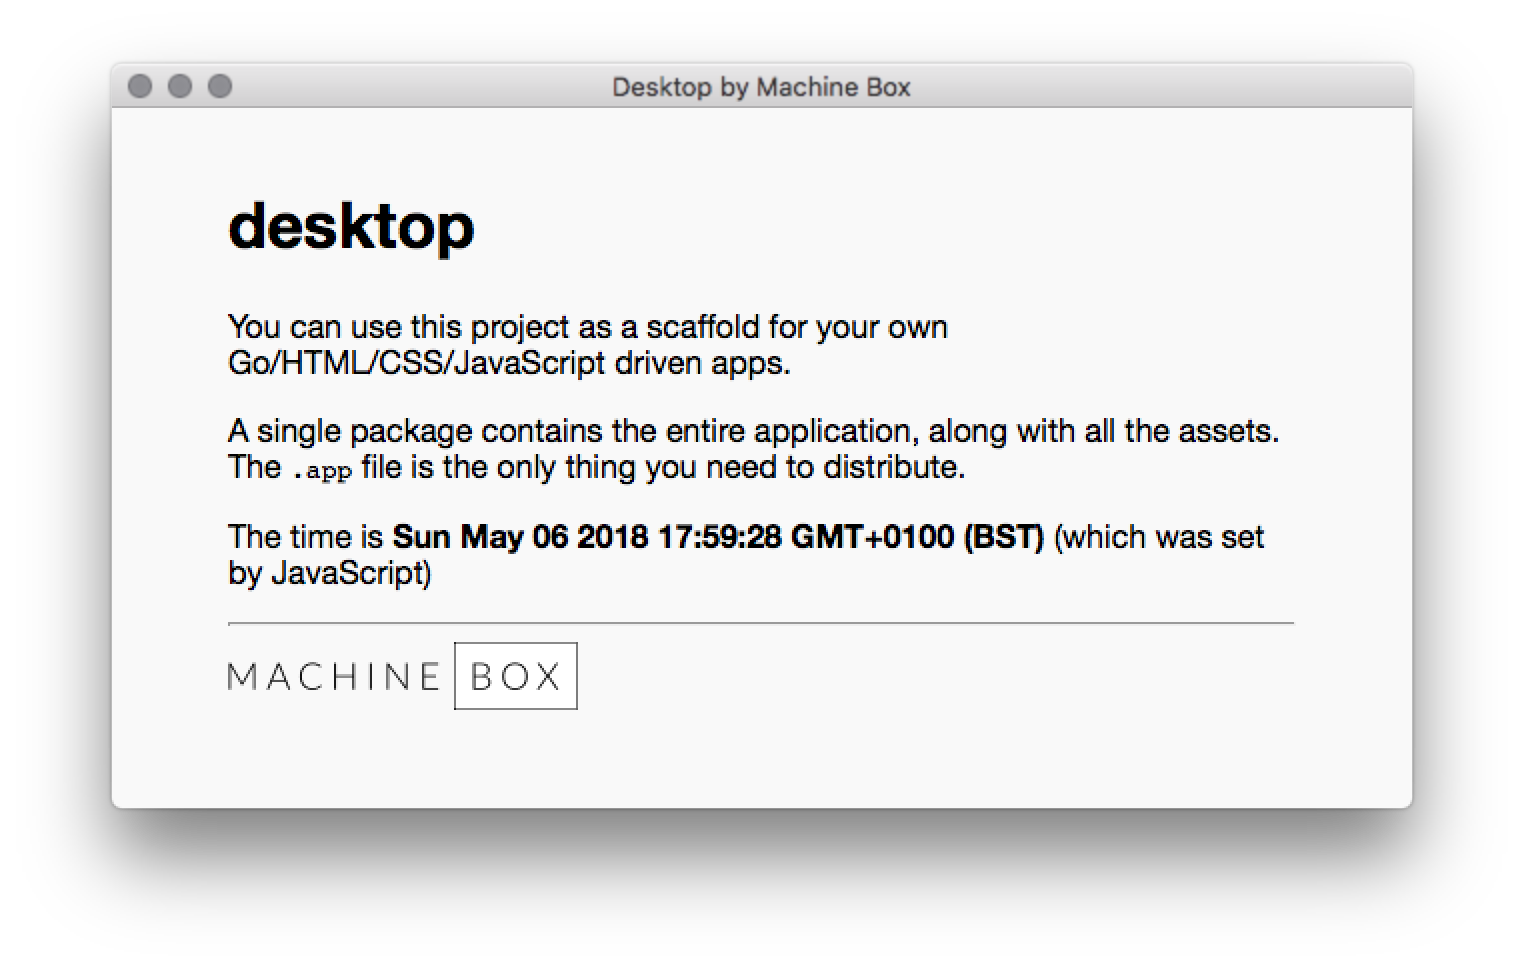 Desktop by Machine Box
desktop
You can use this project as a scaffold for your own
Go/HTML/CSS/JavaScript driven apps.
A single package contains the entire application, along with all the assets.
The .app file is the only thing you need to distribute.
The time is Sun May 06 2018 17:59:28 GMT+0100 (BST) (which was set
by JavaScript)
MACHINE BOX